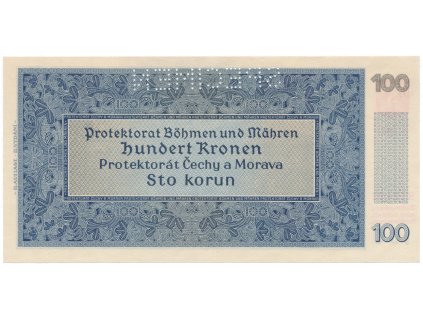 100
Protektorat Böhmen und Mähren
Hundert Kronen
Protektorát Čechy a Morava
Sto korun
100